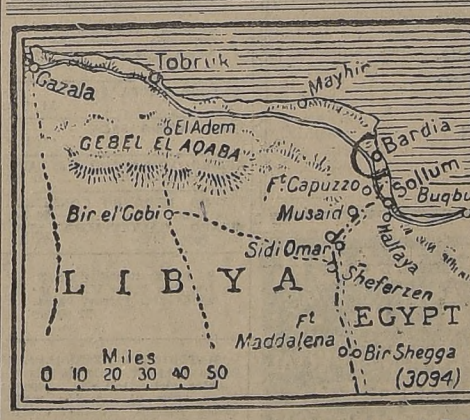 Tobruk
Gazala
Mayhir
El Adem
GEBEL EL AQABA
Bardia
Sollum
Ft Capuzzo
Buqbu
Musaid
Bir el Gobi
Halfaya
Sidi Omar
Sheferzen
LIBYA
EGYPT
Ft
Maddalena
Bir Shegga
(3094)
Miles
0 10 20 30 40 50